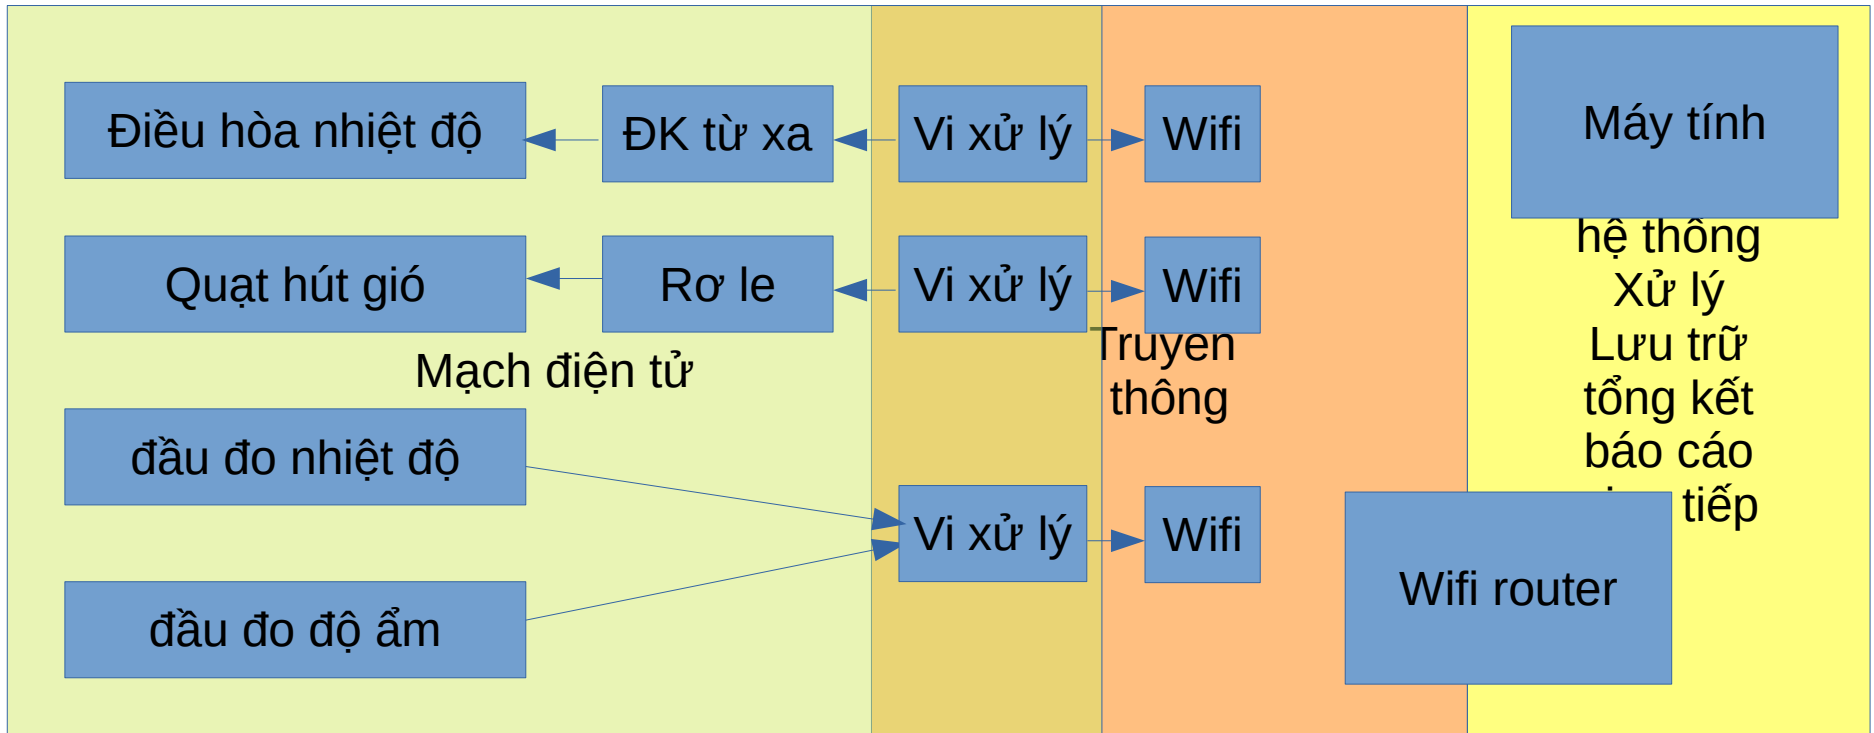 Điều hòa nhiệt độ
ĐK từ xa
Vi xử lý
Wifi
Máy tính
Quạt hút gió
Rơ le
Vi xử lý
Wifi
hệ thống
Xử lý
Lưu trữ
tổng kết
báo cáo
tiếp
Mạch điện tử
Truyền
thông
đầu đo nhiệt độ
Vi xử lý
Wifi
Wifi router
đầu đo độ ẩm